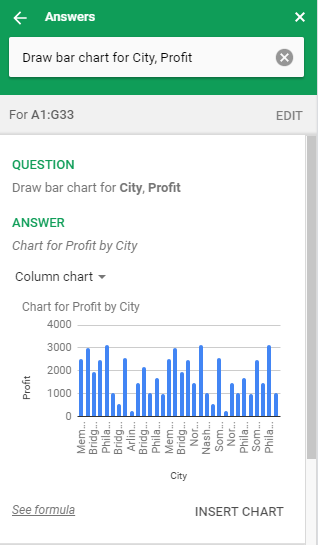 Answers
Draw bar chart for City, Profit
For A1:G33
EDIT
QUESTION
Draw bar chart for City, Profit
ANSWER
Chart for Profit by City
Column chart
Chart for Profit by City
4000
3000
2000
1000
0
Profit
Mem...
Bridg...
Phila...
Bridg...
Arlin...
Bridg...
Phila...
Mem...
Bridg...
Nor...
Nash...
Som...
Nor...
Phila...
Som...
Phila...
City
See formula
INSERT CHART